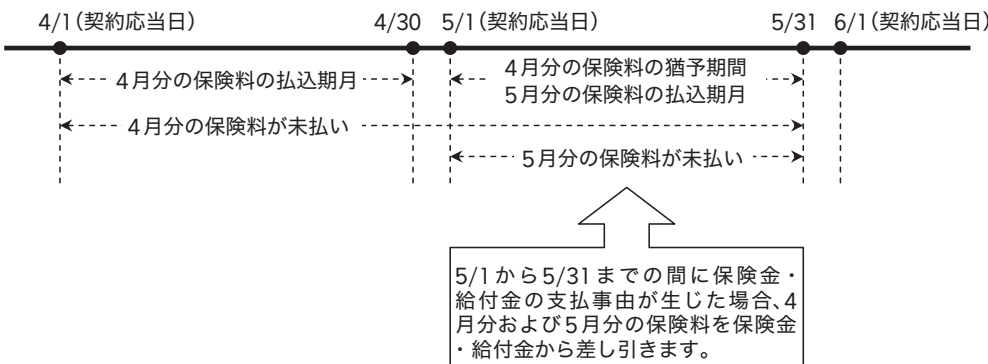 4/1(契約応当日)
4/30
5/1(契約応当日)
5/31
6/1(契約応当日)
4月分の保険料の払込期月
4月分の保険料の猶予期間
5月分の保険料の払込期月
4月分の保険料が未払い
5月分の保険料が未払い
5/1から5/31までの間に保険金・
給付金の支払事由が生じた場合、4
月分および5月分の保険料を保険金
・給付金から差し引きます。